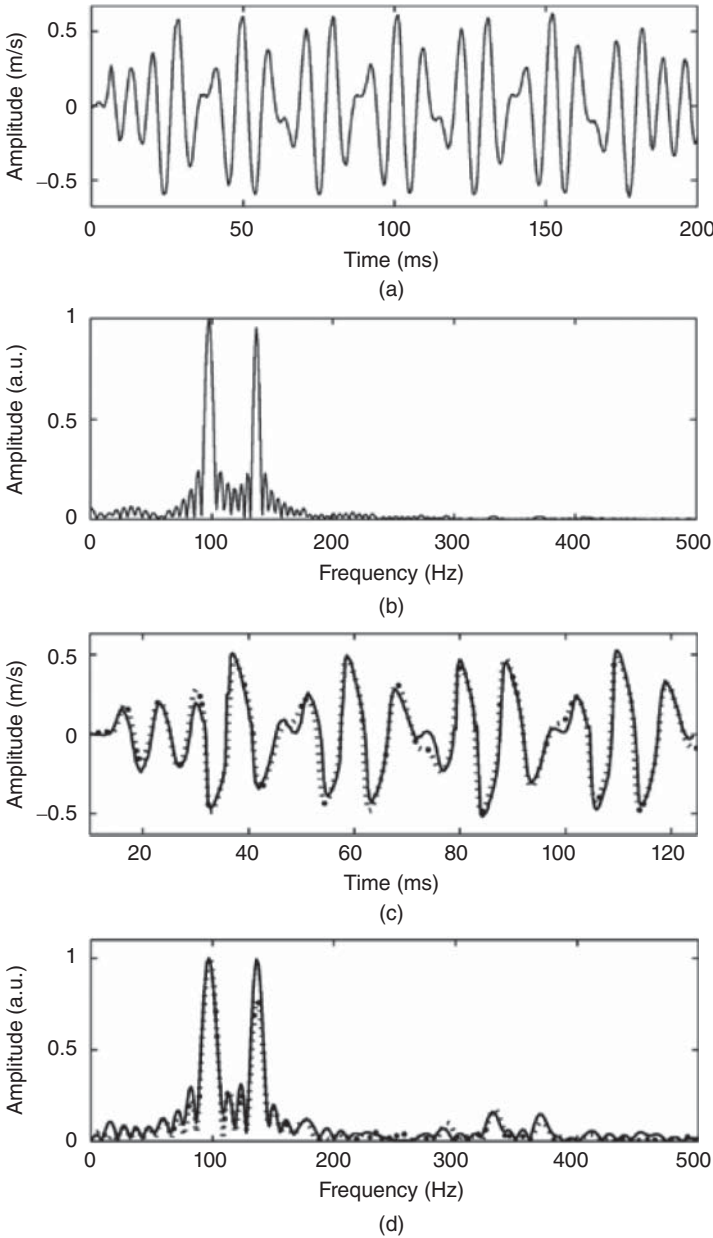 0.5
0
−0.5
Amplitude (m/s)
0 50 100 150 200
Time (ms)
(a)
1
0.5
0
Amplitude (a.u.)
0 100 200 300 400 500
Frequency (Hz)
(b)
0.5
0
−0.5
Amplitude (m/s)
20 40 60 80 100 120
Time (ms)
(c)
1
0.5
0
Amplitude (a.u.)
0 100 200 300 400 500
Frequency (Hz)
(d)